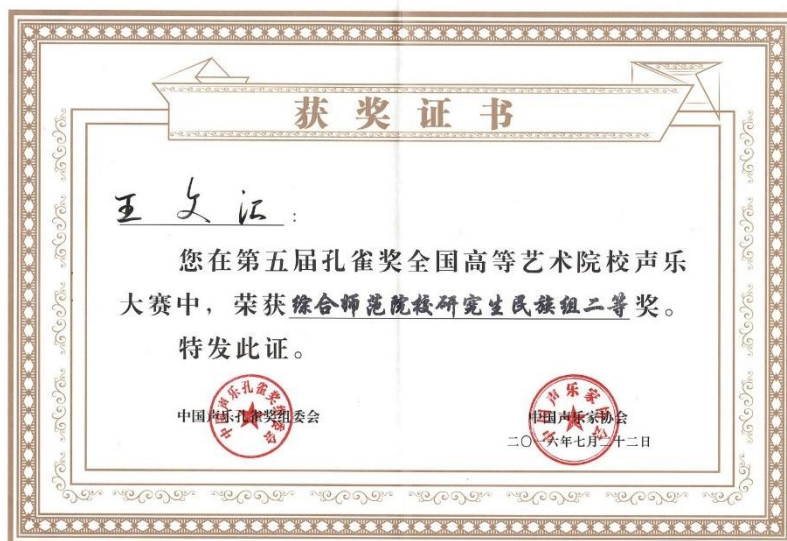 获奖证书
王文汇：
您在第五届孔雀奖全国高等艺术院校声乐
大赛中，荣获综合师范院校研究生民族组二等奖。
特发此证。
中国声乐孔雀奖组委会
中国声乐家协会
二〇一六年七月二十二日